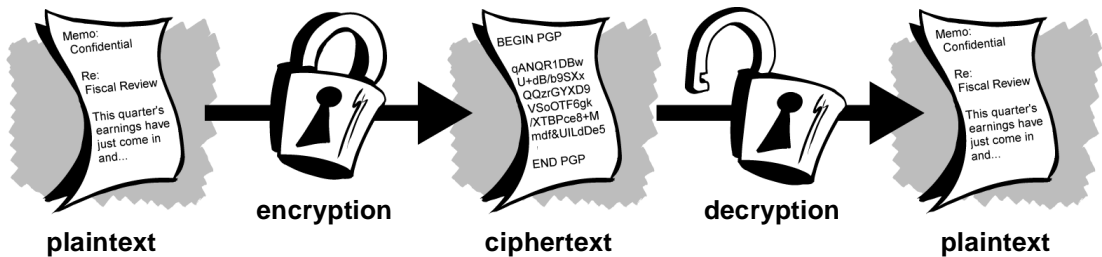 Memo:
Confidential
Re:
Fiscal Review
This quarter's
earnings have
just come in
and...
plaintext
encryption
BEGIN PGP
qANQR1DBw
U+dB/b9SXx
QQzrGYXD9
VSoOTF6gk
/XTBPce8+M
mdf&UILdDe5
END PGP
ciphertext
decryption
Memo:
Confidential
Re:
Fiscal Review
This quarter's
earnings have
just come in
and...
plaintext